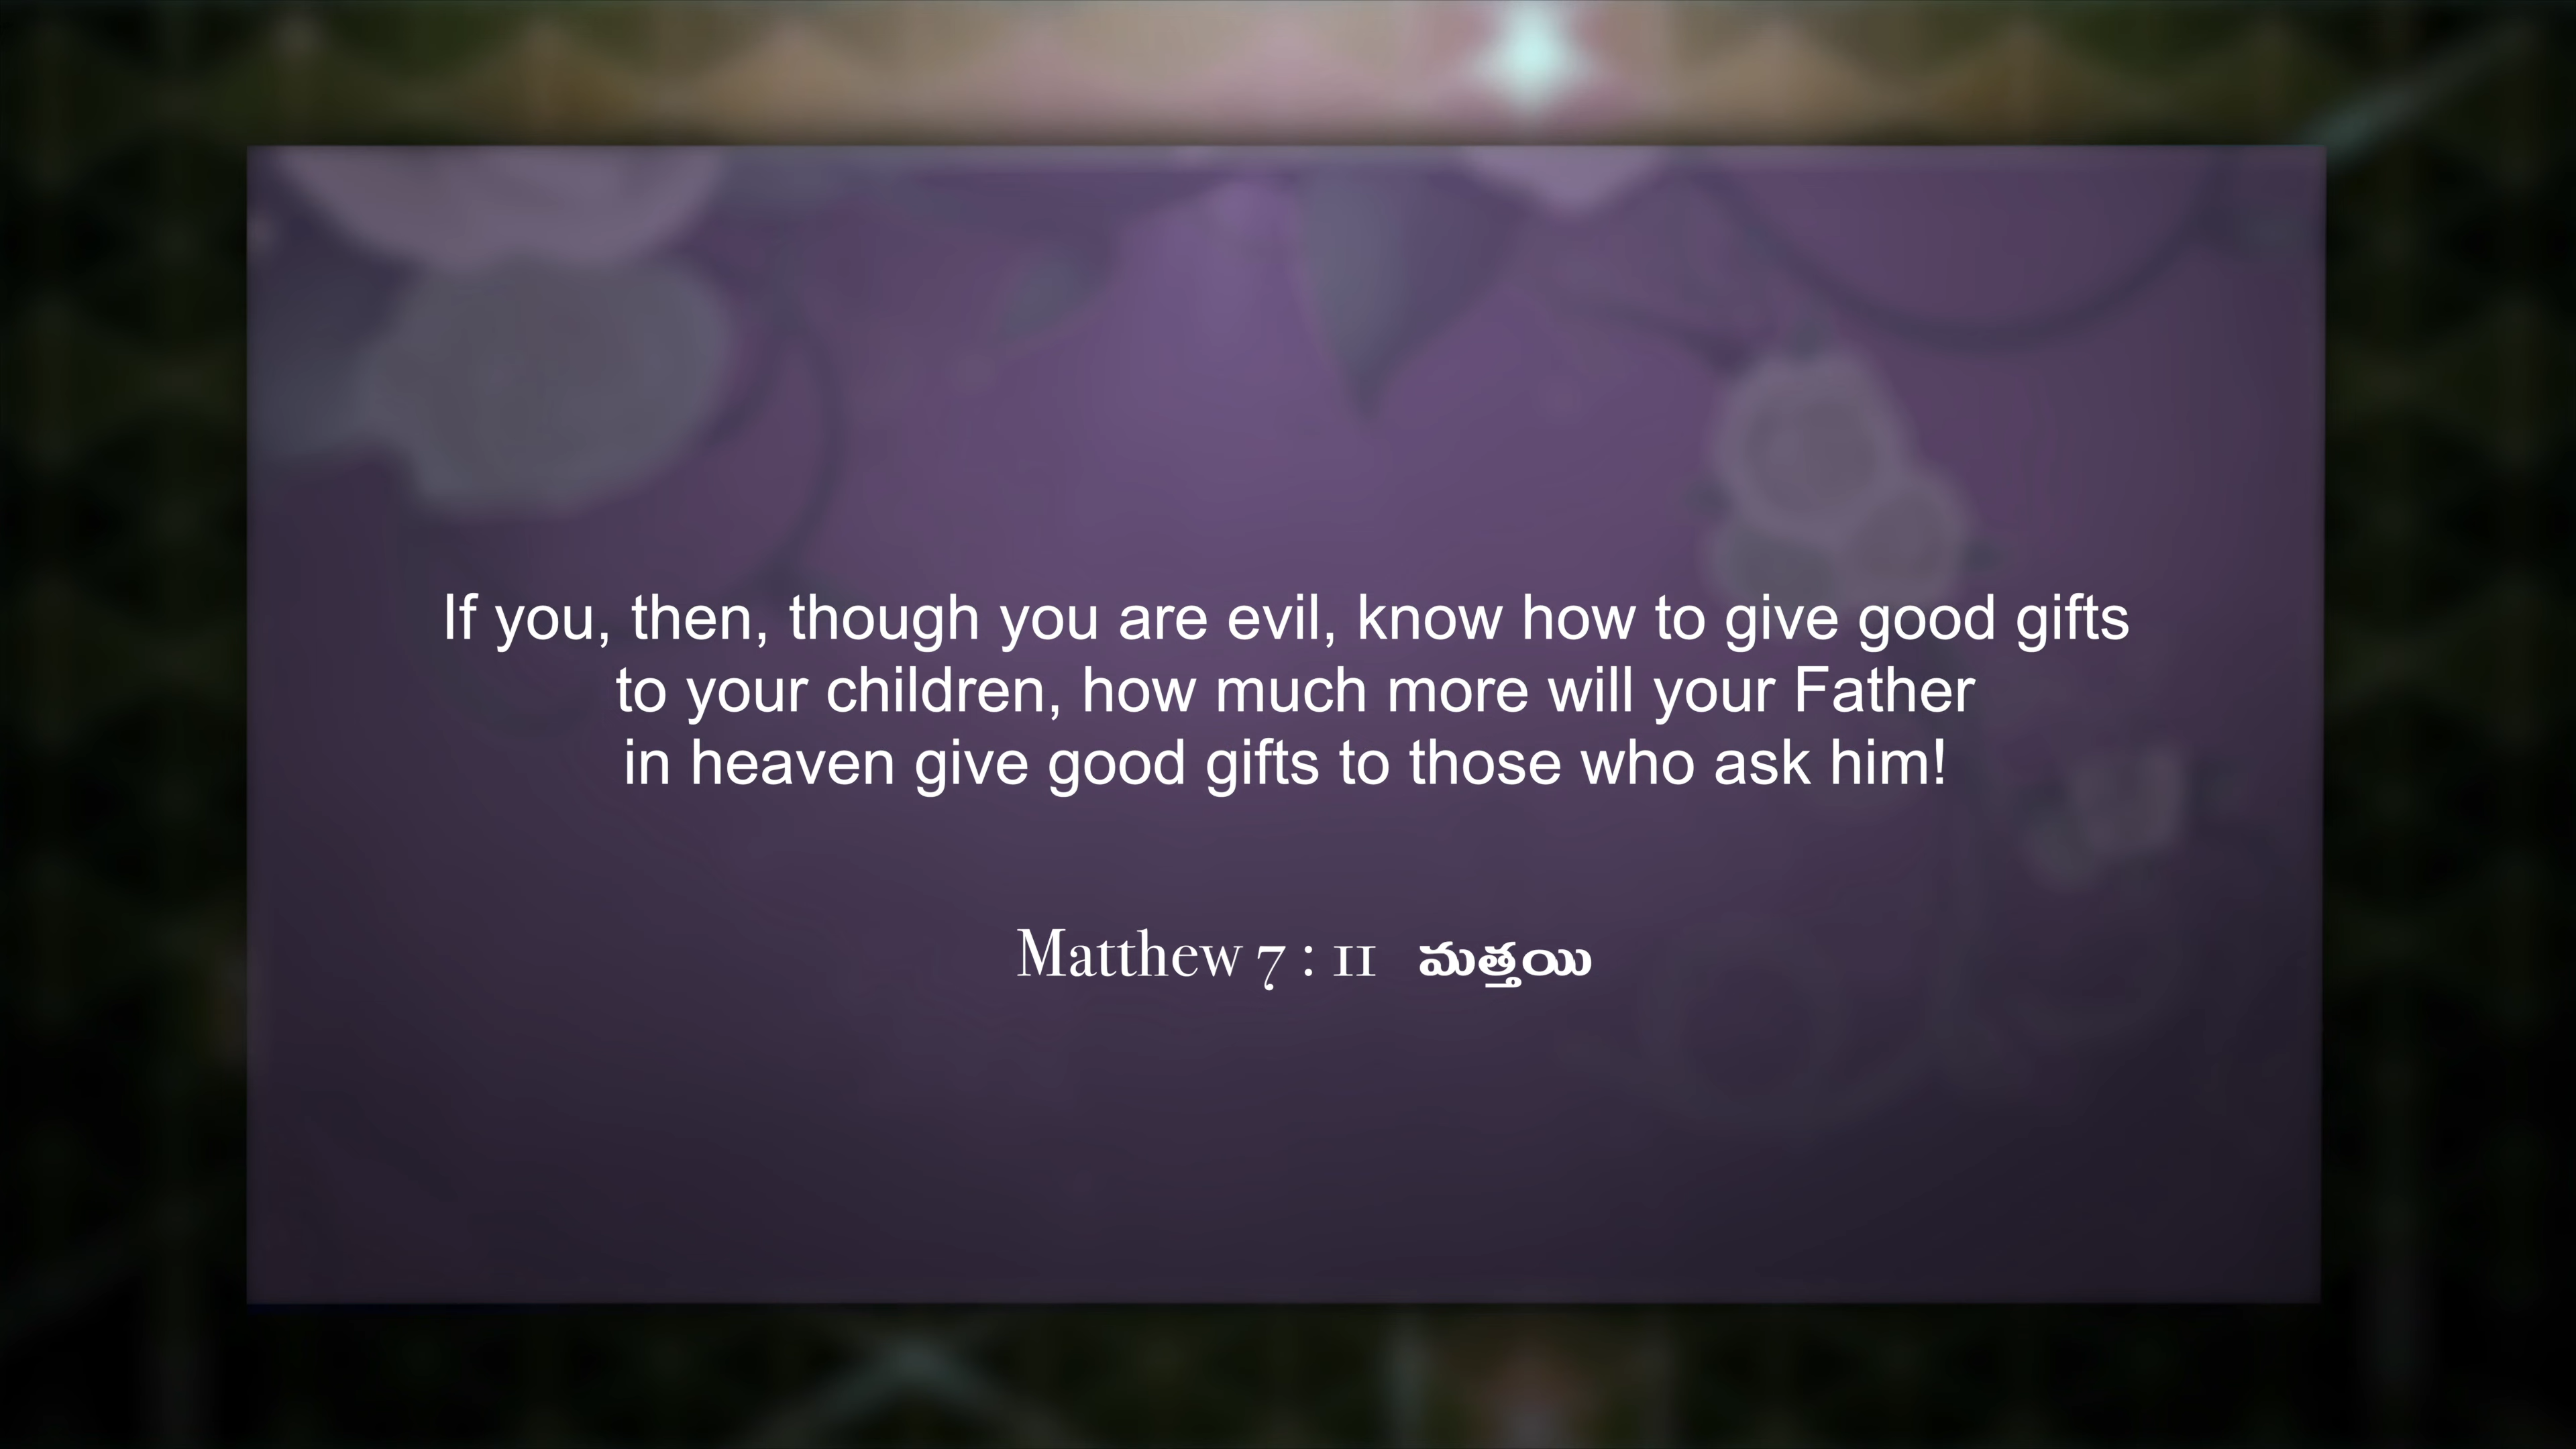 If you, then, though you are evil, know how to give good gifts
to your children, how much more will your Father
in heaven give good gifts to those who ask him!
Matthew 7 : 11 మత్తయి